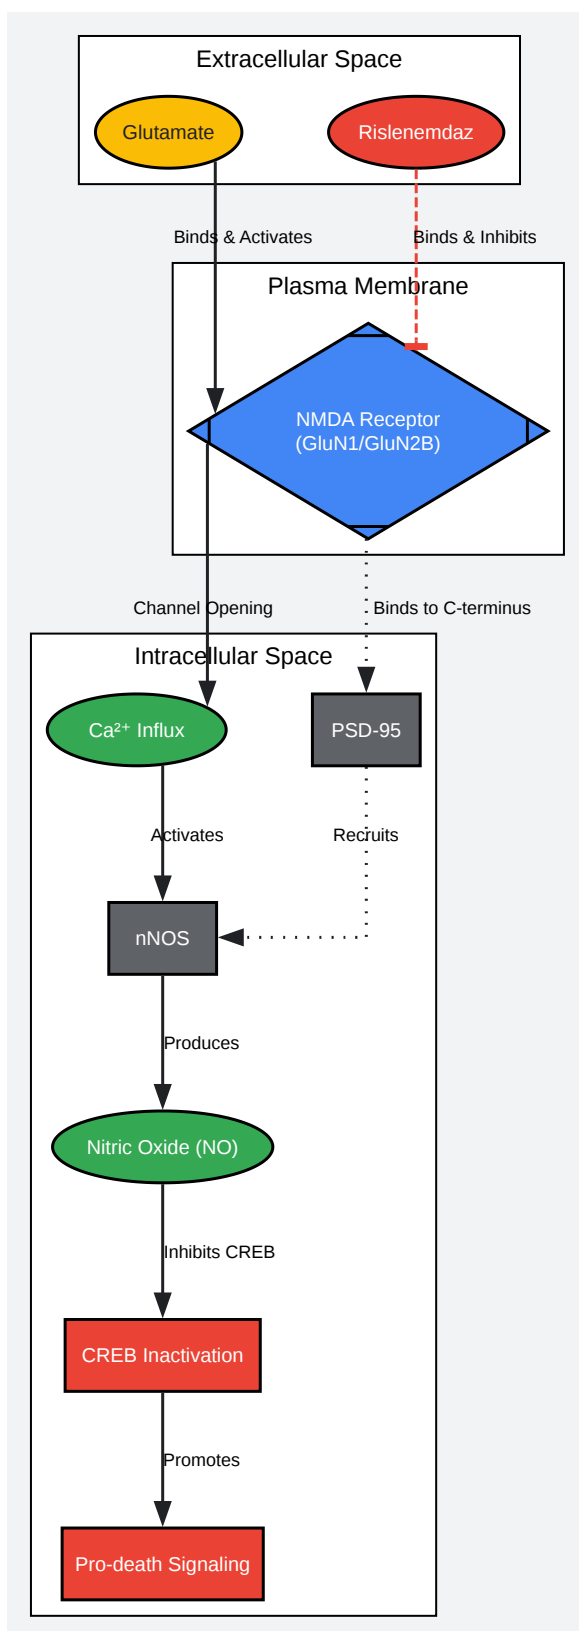 Extracellular Space
Glutamate
Rislenemdaz
Binds & Activates
Binds & Inhibits
Plasma Membrane
NMDA Receptor
(GluN1/GluN2B)
Channel Opening
Binds to C-terminus
Intracellular Space
Ca²⁺ Influx
PSD-95
Activates
Recruits
nNOS
Produces
Nitric Oxide (NO)
Inhibits CREB
CREB Inactivation
Promotes
Pro-death Signaling